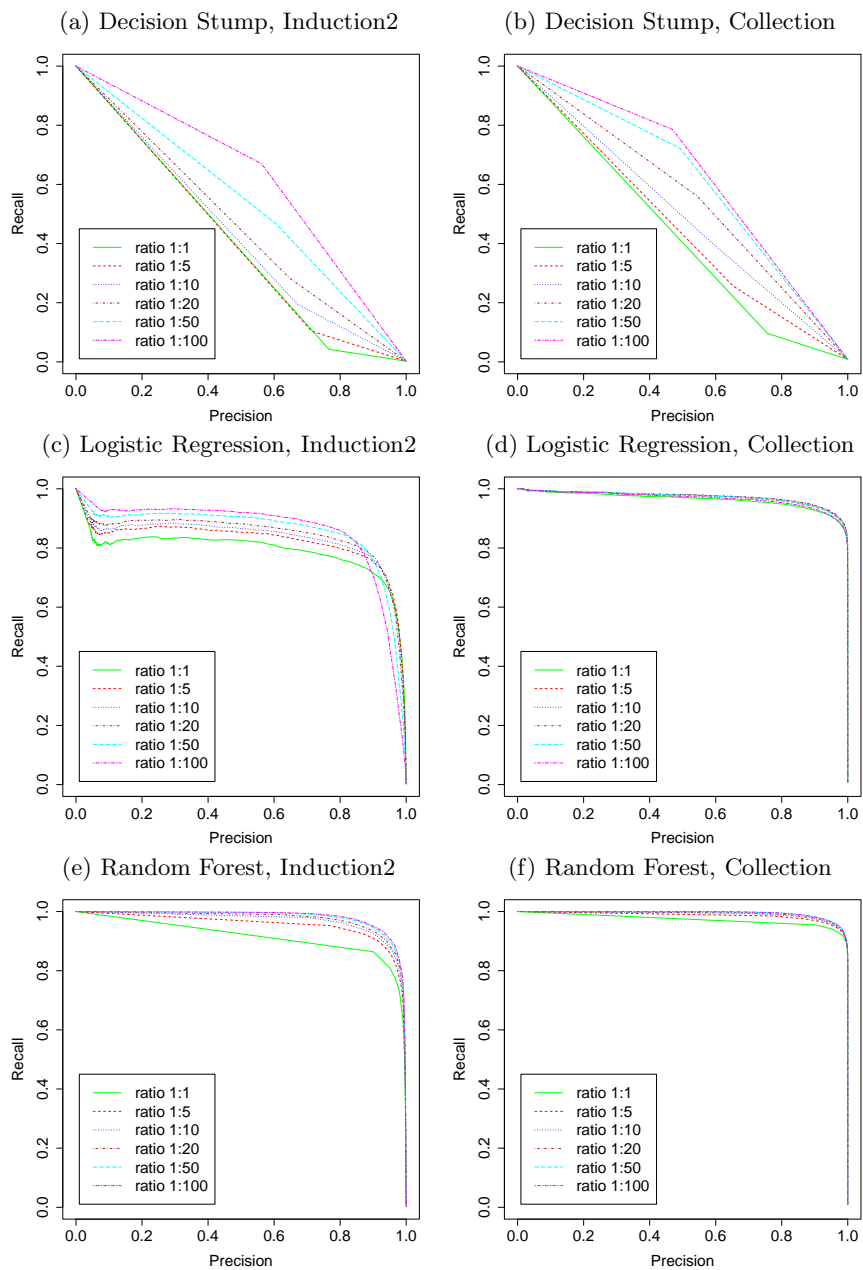 (a) Decision Stump, Induction2
1.0
0.8
0.6
0.4
0.2
0.0
Recall
ratio 1:1
ratio 1:5
ratio 1:10
ratio 1:20
ratio 1:50
ratio 1:100
0.0 0.2 0.4 0.6 0.8 1.0
Precision
(b) Decision Stump, Collection
1.0
0.8
0.6
0.4
0.2
0.0
Recall
ratio 1:1
ratio 1:5
ratio 1:10
ratio 1:20
ratio 1:50
ratio 1:100
0.0 0.2 0.4 0.6 0.8 1.0
Precision
(c) Logistic Regression, Induction2
1.0
0.8
0.6
0.4
0.2
0.0
Recall
ratio 1:1
ratio 1:5
ratio 1:10
ratio 1:20
ratio 1:50
ratio 1:100
0.0 0.2 0.4 0.6 0.8 1.0
Precision
(d) Logistic Regression, Collection
1.0
0.8
0.6
0.4
0.2
0.0
Recall
ratio 1:1
ratio 1:5
ratio 1:10
ratio 1:20
ratio 1:50
ratio 1:100
0.0 0.2 0.4 0.6 0.8 1.0
Precision
(e) Random Forest, Induction2
1.0
0.8
0.6
0.4
0.2
0.0
Recall
ratio 1:1
ratio 1:5
ratio 1:10
ratio 1:20
ratio 1:50
ratio 1:100
0.0 0.2 0.4 0.6 0.8 1.0
Precision
(f) Random Forest, Collection
1.0
0.8
0.6
0.4
0.2
0.0
Recall
ratio 1:1
ratio 1:5
ratio 1:10
ratio 1:20
ratio 1:50
ratio 1:100
0.0 0.2 0.4 0.6 0.8 1.0
Precision